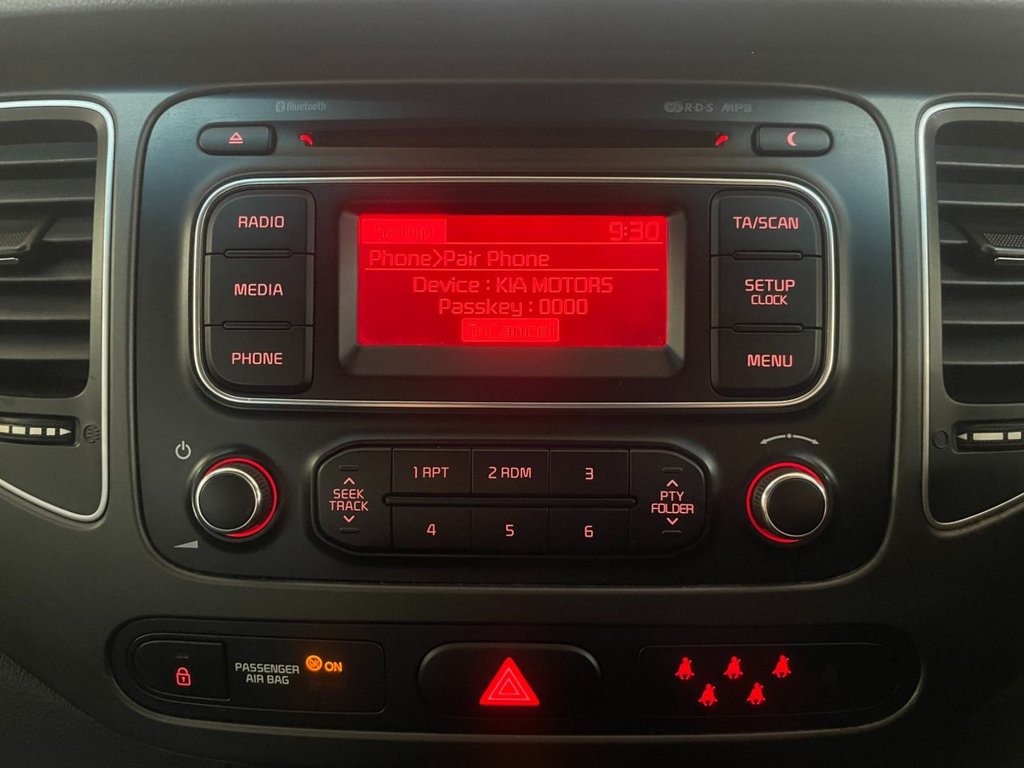 Bluetooth
R·D·S MP3
RADIO
MEDIA
PHONE
9:30
Phone>Pair Phone
Device : KIA MOTORS
Passkey : 0000
Cancel
TA/SCAN
SETUP
CLOCK
MENU
SEEK
TRACK
1 RPT
2 RDM
3
4
5
6
PTY
FOLDER
PASSENGER
AIR BAG
ON